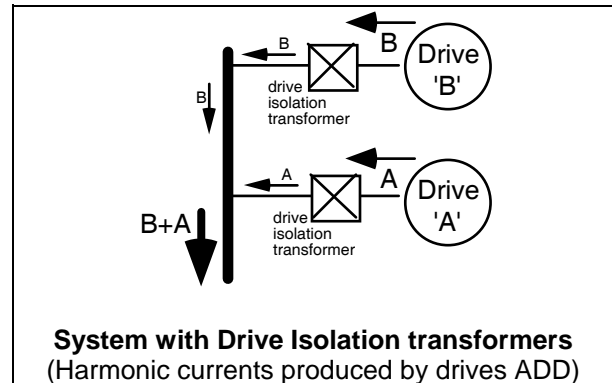 B
B
Drive
'B'
drive
isolation
transformer
B
A
A
Drive
'A'
B+A
drive
isolation
transformer
System with Drive Isolation transformers
(Harmonic currents produced by drives ADD)